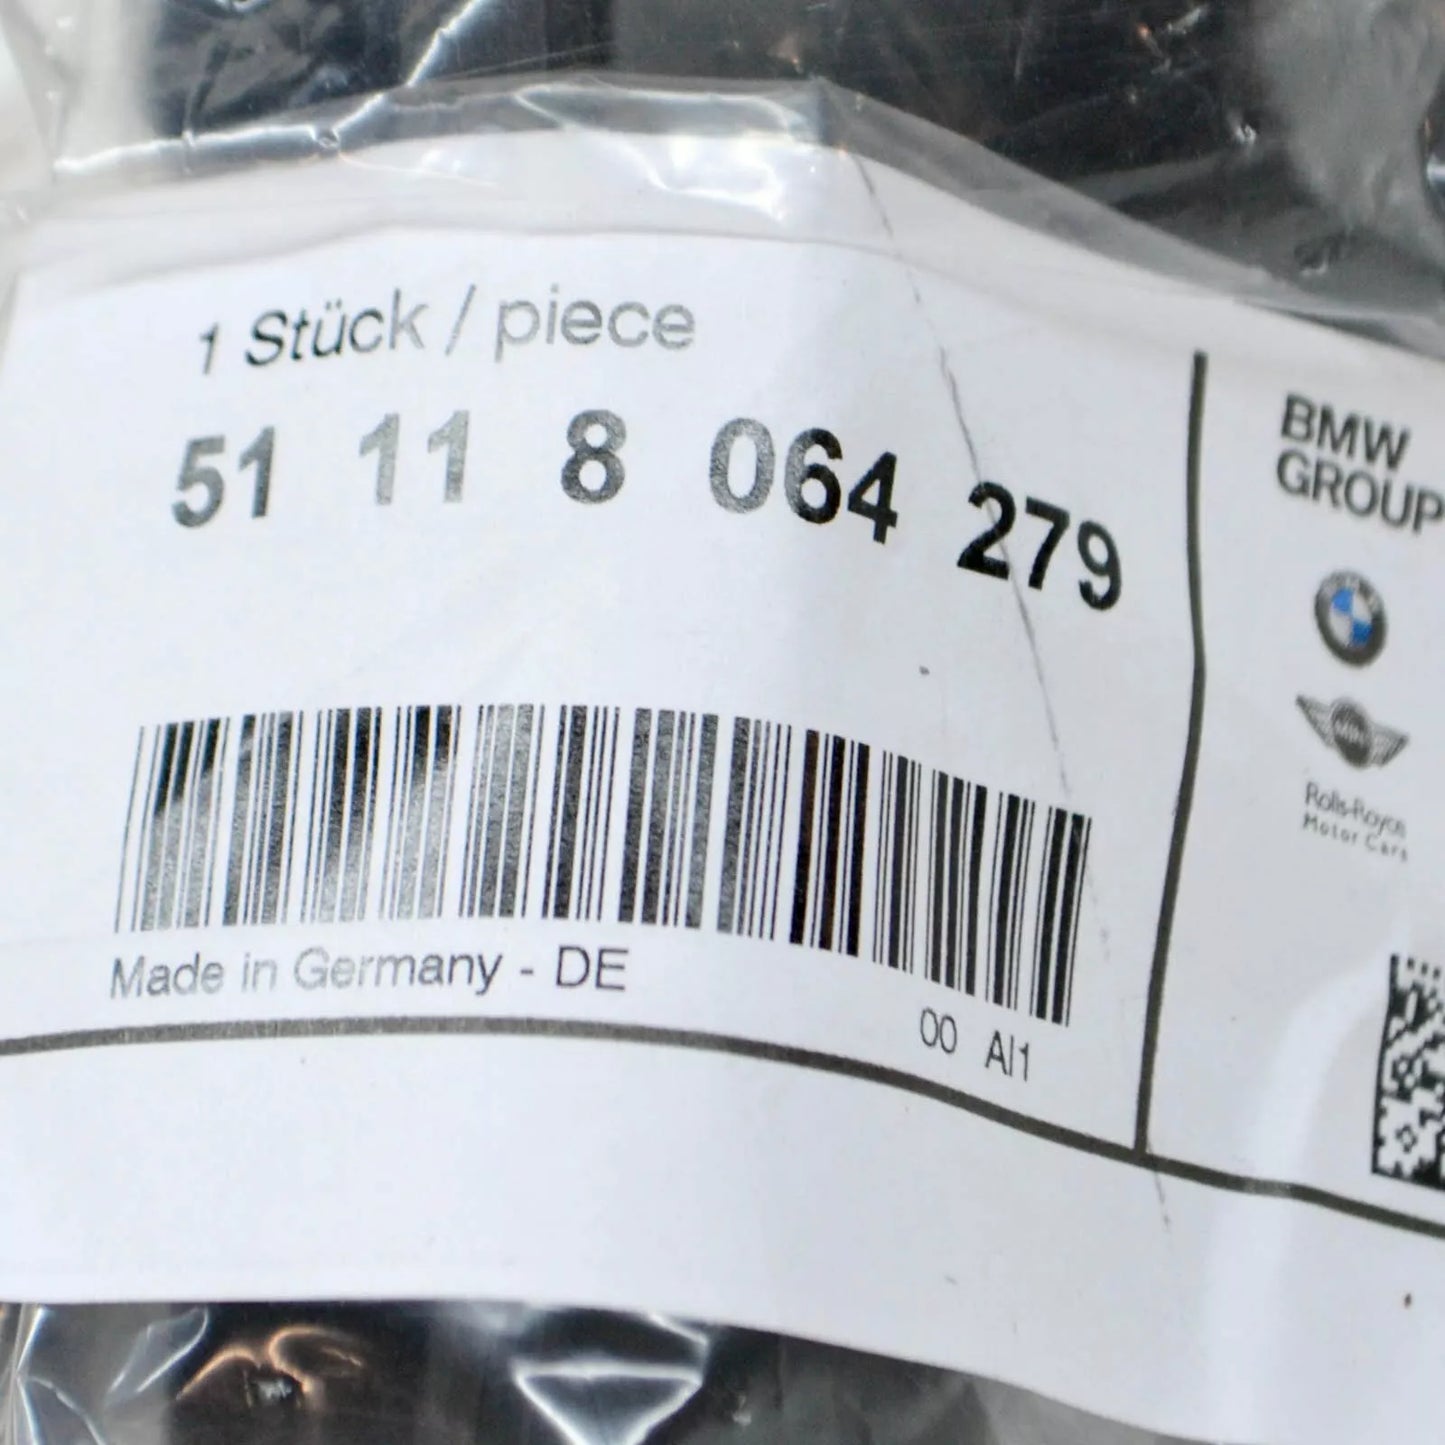 1 Stück / piece
51 11 8 064 279
Made in Germany - DE
00 AI1
BMW
GROUP
Rolls-Royce
Motor Cars